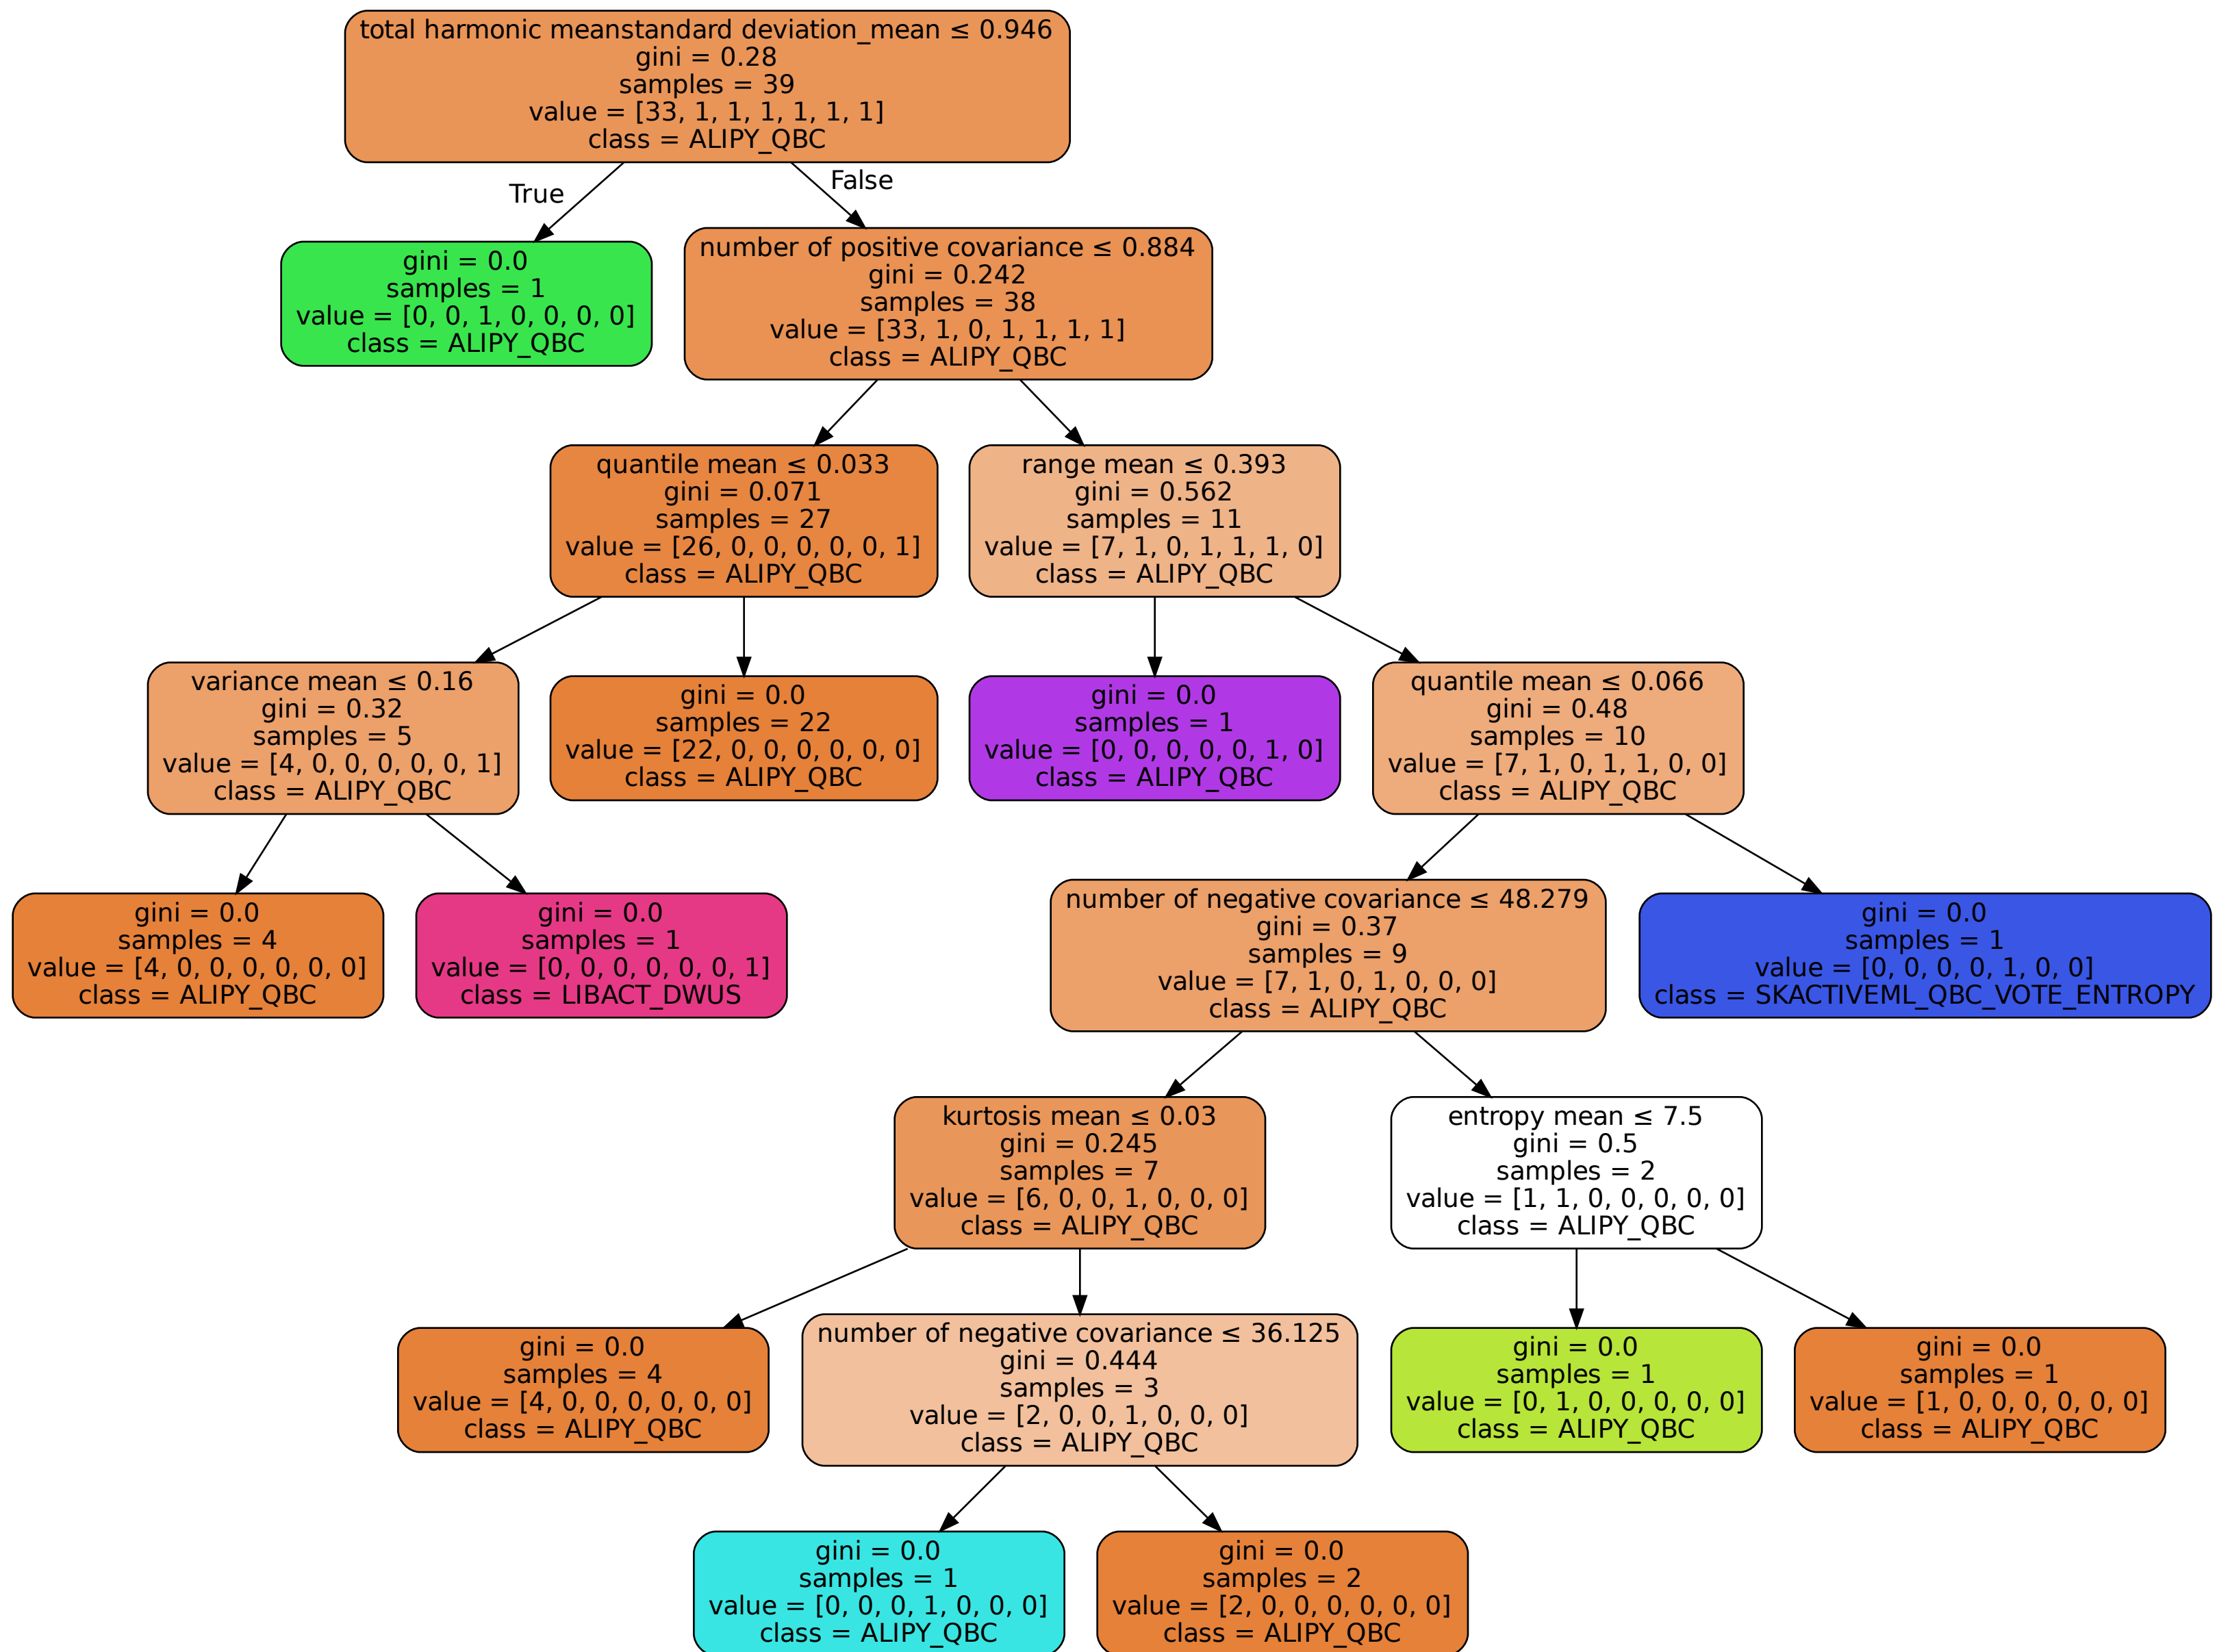 total harmonic meanstandard deviation_mean ≤ 0.946
gini = 0.28
samples = 39
value = [33, 1, 1, 1, 1, 1, 1]
class = ALIPY_QBC
True
False
gini = 0.0
samples = 1
value = [0, 0, 1, 0, 0, 0, 0]
class = ALIPY_QBC
number of positive covariance ≤ 0.884
gini = 0.242
samples = 38
value = [33, 1, 0, 1, 1, 1, 1]
class = ALIPY_QBC
quantile mean ≤ 0.033
gini = 0.071
samples = 27
value = [26, 0, 0, 0, 0, 0, 1]
class = ALIPY_QBC
range mean ≤ 0.393
gini = 0.562
samples = 11
value = [7, 1, 0, 1, 1, 1, 0]
class = ALIPY_QBC
variance mean ≤ 0.16
gini = 0.32
samples = 5
value = [4, 0, 0, 0, 0, 0, 1]
class = ALIPY_QBC
gini = 0.0
samples = 22
value = [22, 0, 0, 0, 0, 0, 0]
class = ALIPY_QBC
gini = 0.0
samples = 1
value = [0, 0, 0, 0, 0, 1, 0]
class = ALIPY_QBC
quantile mean ≤ 0.066
gini = 0.48
samples = 10
value = [7, 1, 0, 1, 1, 0, 0]
class = ALIPY_QBC
gini = 0.0
samples = 4
value = [4, 0, 0, 0, 0, 0, 0]
class = ALIPY_QBC
gini = 0.0
samples = 1
value = [0, 0, 0, 0, 0, 0, 1]
class = LIBACT_DWUS
number of negative covariance ≤ 48.279
gini = 0.37
samples = 9
value = [7, 1, 0, 1, 0, 0, 0]
class = ALIPY_QBC
gini = 0.0
samples = 1
value = [0, 0, 0, 0, 1, 0, 0]
class = SKACTIVEML_QBC_VOTE_ENTROPY
kurtosis mean ≤ 0.03
gini = 0.245
samples = 7
value = [6, 0, 0, 1, 0, 0, 0]
class = ALIPY_QBC
entropy mean ≤ 7.5
gini = 0.5
samples = 2
value = [1, 1, 0, 0, 0, 0, 0]
class = ALIPY_QBC
gini = 0.0
samples = 4
value = [4, 0, 0, 0, 0, 0, 0]
class = ALIPY_QBC
number of negative covariance ≤ 36.125
gini = 0.444
samples = 3
value = [2, 0, 0, 1, 0, 0, 0]
class = ALIPY_QBC
gini = 0.0
samples = 1
value = [0, 1, 0, 0, 0, 0, 0]
class = ALIPY_QBC
gini = 0.0
samples = 1
value = [1, 0, 0, 0, 0, 0, 0]
class = ALIPY_QBC
gini = 0.0
samples = 1
value = [0, 0, 0, 1, 0, 0, 0]
class = ALIPY_QBC
gini = 0.0
samples = 2
value = [2, 0, 0, 0, 0, 0, 0]
class = ALIPY_QBC